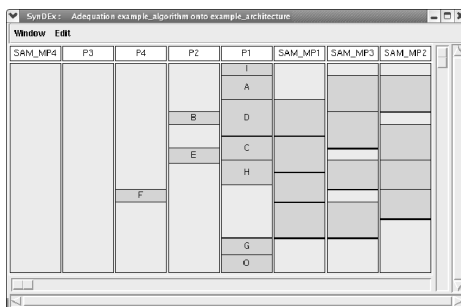 SynDEx : Adequation example_algorithm onto example_architecture
Window Edit
SAM_MP4 P3 P4 P2 P1 SAM_MP1 SAM_MP3 SAM_MP2
I
A
B D
C
E
H
F
G
O